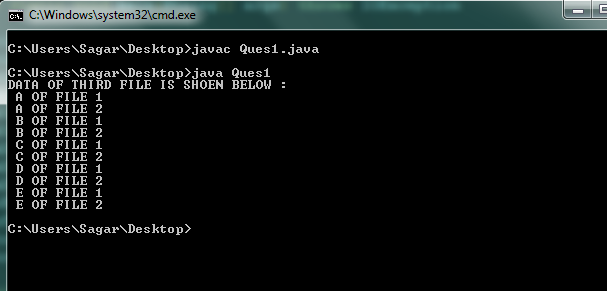 C:\Windows\system32\cmd.exe
C:\Users\Sagar\Desktop>javac Ques1.java
C:\Users\Sagar\Desktop>java Ques1
DATA OF THIRD FILE IS SHOEN BELOW :
A OF FILE 1
A OF FILE 2
B OF FILE 1
B OF FILE 2
C OF FILE 1
C OF FILE 2
D OF FILE 1
D OF FILE 2
E OF FILE 1
E OF FILE 2
C:\Users\Sagar\Desktop>